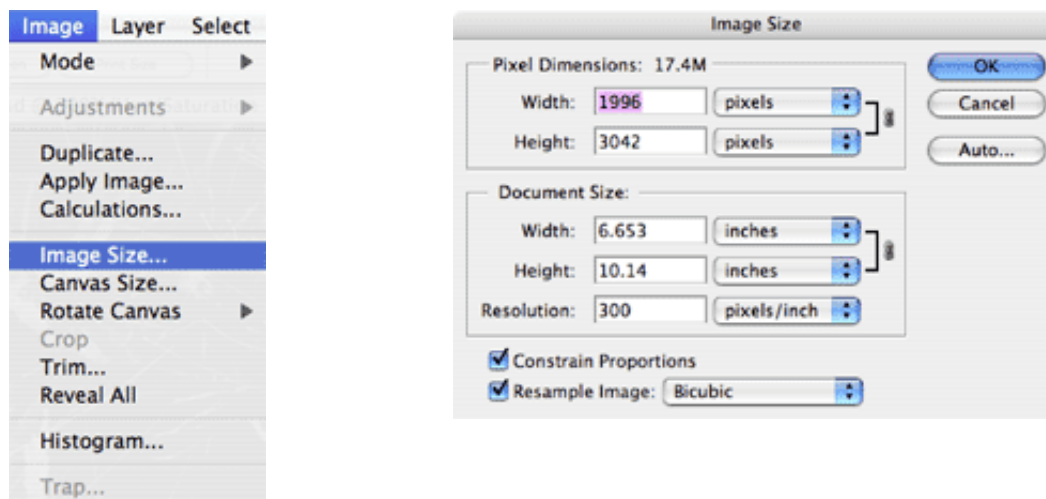 Image Layer Select
Mode
Adjustments
Duplicate...
Apply Image...
Calculations...
Image Size...
Canvas Size...
Rotate Canvas
Crop
Trim...
Reveal All
Histogram...
Trap...
Image Size
Pixel Dimensions: 17.4M
Width: 1996 pixels
Height: 3042 pixels
Document Size:
Width: 6.653 inches
Height: 10.14 inches
Resolution: 300 pixels/inch
Constrain Proportions
Resample Image: Bicubic
OK
Cancel
Auto...